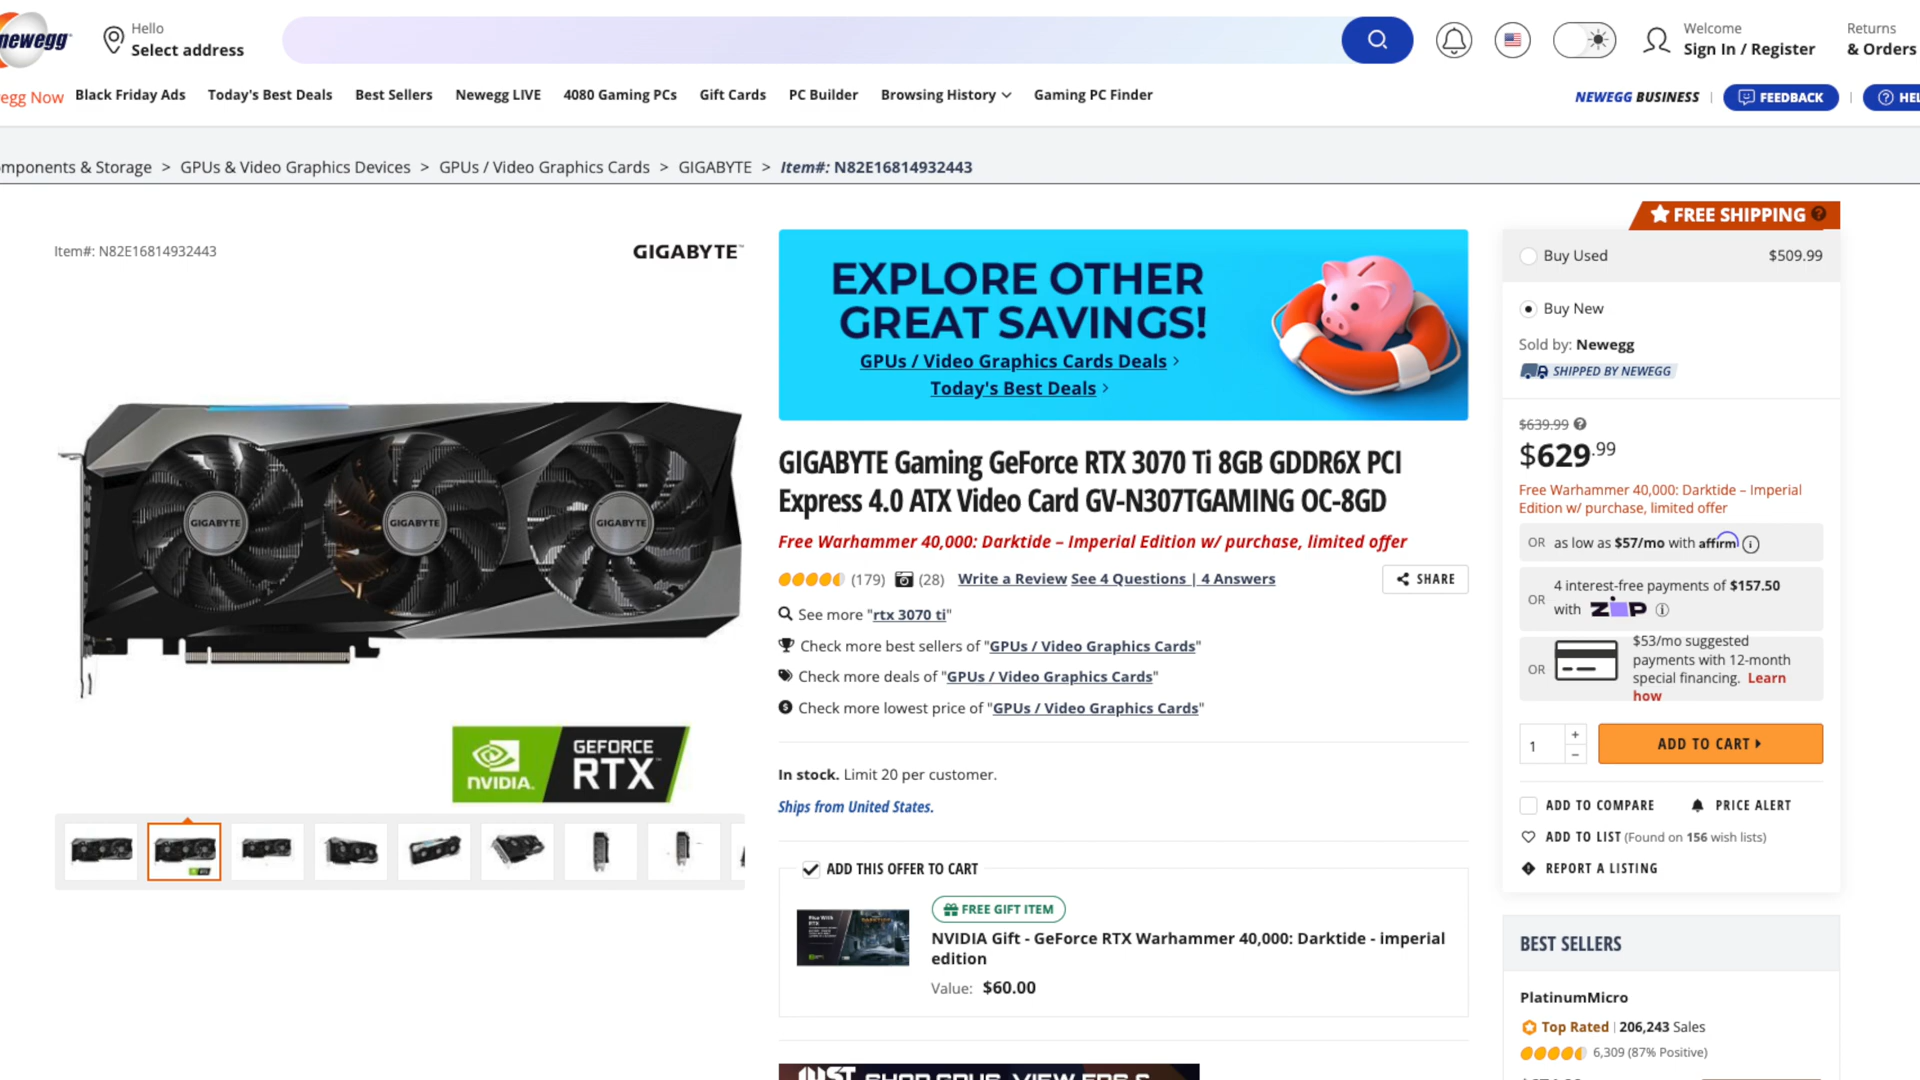 newegg
Hello
Select address
Welcome
Sign In / Register
Returns
& Orders
egg Now
Black Friday Ads
Today's Best Deals
Best Sellers
Newegg LIVE
4080 Gaming PCs
Gift Cards
PC Builder
Browsing History
Gaming PC Finder
NEWEGG BUSINESS
FEEDBACK
HEL
mponents & Storage > GPUs & Video Graphics Devices > GPUs / Video Graphics Cards > GIGABYTE > Item#: N82E16814932443
Item#: N82E16814932443
GIGABYTE™
GIGABYTE
GIGABYTE
GIGABYTE
NVIDIA.
GEFORCE
RTX™
EXPLORE OTHER
GREAT SAVINGS!
GPUs / Video Graphics Cards Deals >
Today's Best Deals >
GIGABYTE Gaming GeForce RTX 3070 Ti 8GB GDDR6X PCI
Express 4.0 ATX Video Card GV-N307TGAMING OC-8GD
Free Warhammer 40,000: Darktide – Imperial Edition w/ purchase, limited offer
(179) (28) Write a Review See 4 Questions | 4 Answers
SHARE
See more "rtx 3070 ti"
Check more best sellers of "GPUs / Video Graphics Cards"
Check more deals of "GPUs / Video Graphics Cards"
Check more lowest price of "GPUs / Video Graphics Cards"
In stock. Limit 20 per customer.
Ships from United States.
ADD THIS OFFER TO CART
FREE GIFT ITEM
NVIDIA Gift - GeForce RTX Warhammer 40,000: Darktide - imperial
edition
Value: $60.00
FREE SHIPPING ?
Buy Used $509.99
Buy New
Sold by: Newegg
SHIPPED BY NEWEGG
$639.99 ?
$629.99
Free Warhammer 40,000: Darktide – Imperial
Edition w/ purchase, limited offer
OR as low as $57/mo with affirm
OR
4 interest-free payments of $157.50
with ZIP
OR
$53/mo suggested
payments with 12-month
special financing. Learn
how
1
+
−
ADD TO CART
ADD TO COMPARE
PRICE ALERT
ADD TO LIST (Found on 156 wish lists)
REPORT A LISTING
BEST SELLERS
PlatinumMicro
Top Rated | 206,243 Sales
6,309 (87% Positive)